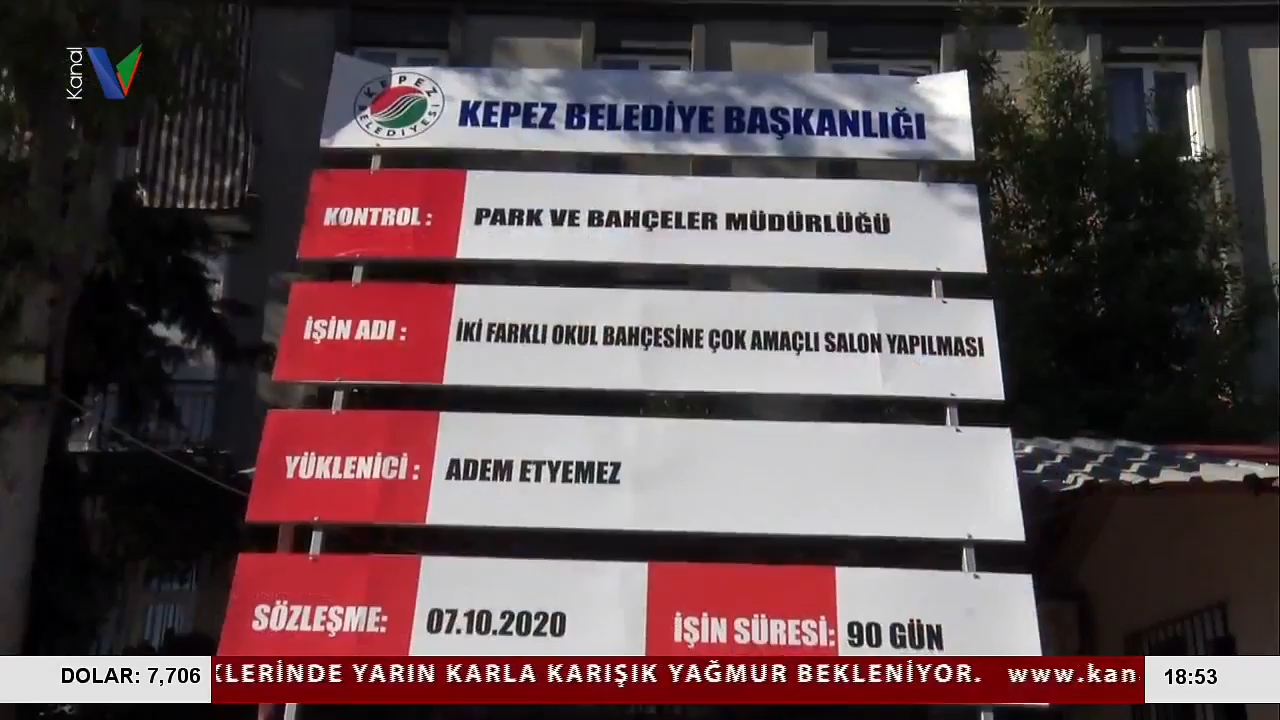 Kanal V
KEPEZ BELEDİYESİ
KEPEZ BELEDİYE BAŞKANLIĞI
KONTROL : PARK VE BAHÇELER MÜDÜRLÜĞÜ
İŞİN ADI : İKİ FARKLI OKUL BAHÇESİNE ÇOK AMAÇLI SALON YAPILMASI
YÜKLENİCİ : ADEM ETYEMEZ
SÖZLEŞME: 07.10.2020 İŞİN SÜRESİ: 90 GÜN
DOLAR: 7,706 KLERİNDE YARIN KARLA KARIŞIK YAĞMUR BEKLENİYOR. www.kan 18:53